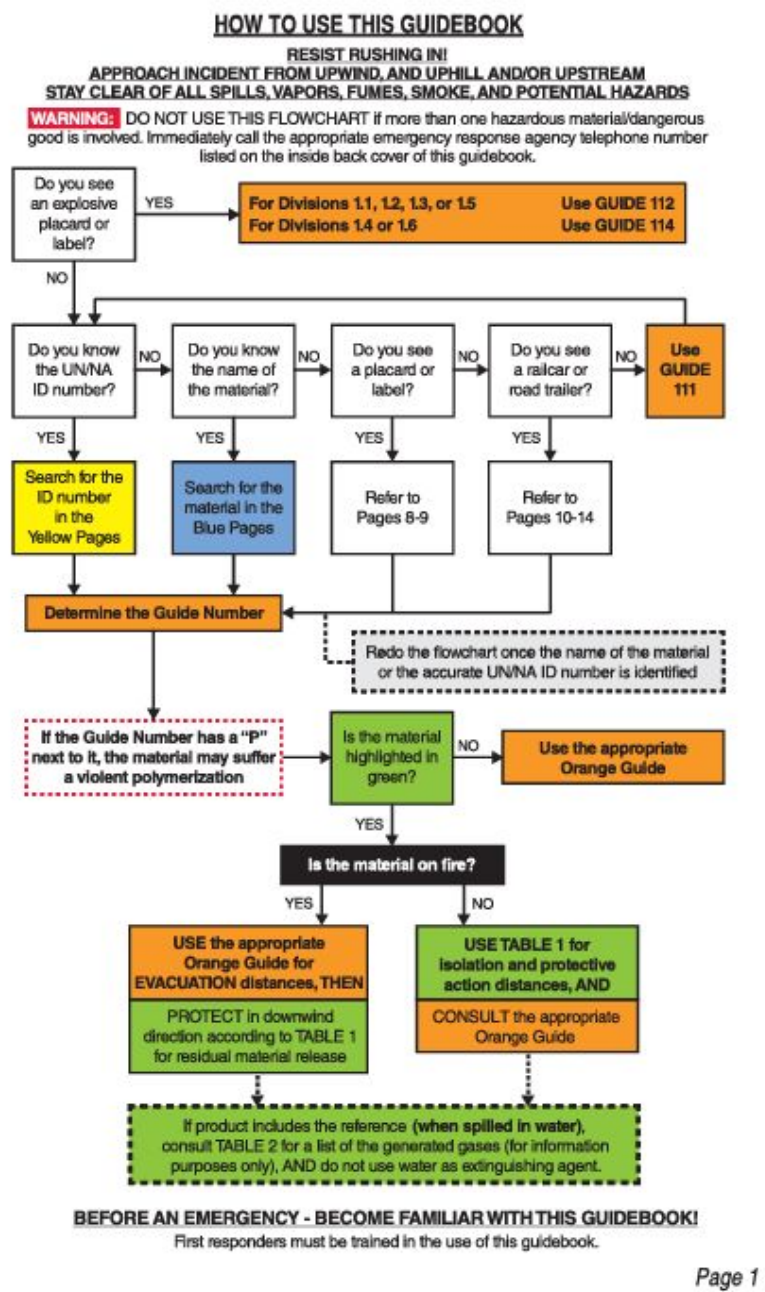 HOW TO USE THIS GUIDEBOOK
RESIST RUSHING IN!
APPROACH INCIDENT FROM UPWIND, AND UPHILL AND/OR UPSTREAM
STAY CLEAR OF ALL SPILLS, VAPORS, FUMES, SMOKE, AND POTENTIAL HAZARDS
WARNING: DO NOT USE THIS FLOWCHART if more than one hazardous material/dangerous
good is involved. Immediately call the appropriate emergency response agency telephone number
listed on the inside back cover of this guidebook.
Do you see
an explosive
placard or
label?
YES
For Divisions 1.1, 1.2, 1.3, or 1.5 Use GUIDE 112
For Divisions 1.4 or 1.6 Use GUIDE 114
NO
Do you know
the UN/NA
ID number?
NO
Do you know
the name of
the material?
NO
Do you see
a placard or
label?
NO
Do you see
a railcar or
road trailer?
NO
Use
GUIDE
111
YES
YES
YES
YES
Search for the
ID number
in the
Yellow Pages
Search for the
material in the
Blue Pages
Refer to
Pages 8-9
Refer to
Pages 10-14
Determine the Guide Number
Redo the flowchart once the name of the material
or the accurate UN/NA ID number is identified
If the Guide Number has a "P"
next to it, the material may suffer
a violent polymerization
Is the material
highlighted in
green?
NO
Use the appropriate
Orange Guide
YES
Is the material on fire?
YES
NO
USE the appropriate
Orange Guide for
EVACUATION distances, THEN
PROTECT in downwind
direction according to TABLE 1
for residual material release
USE TABLE 1 for
isolation and protective
action distances, AND
CONSULT the appropriate
Orange Guide
If product includes the reference (when spilled in water),
consult TABLE 2 for a list of the generated gases (for information
purposes only), AND do not use water as extinguishing agent.
BEFORE AN EMERGENCY - BECOME FAMILIAR WITH THIS GUIDEBOOK!
First responders must be trained in the use of this guidebook.
Page 1